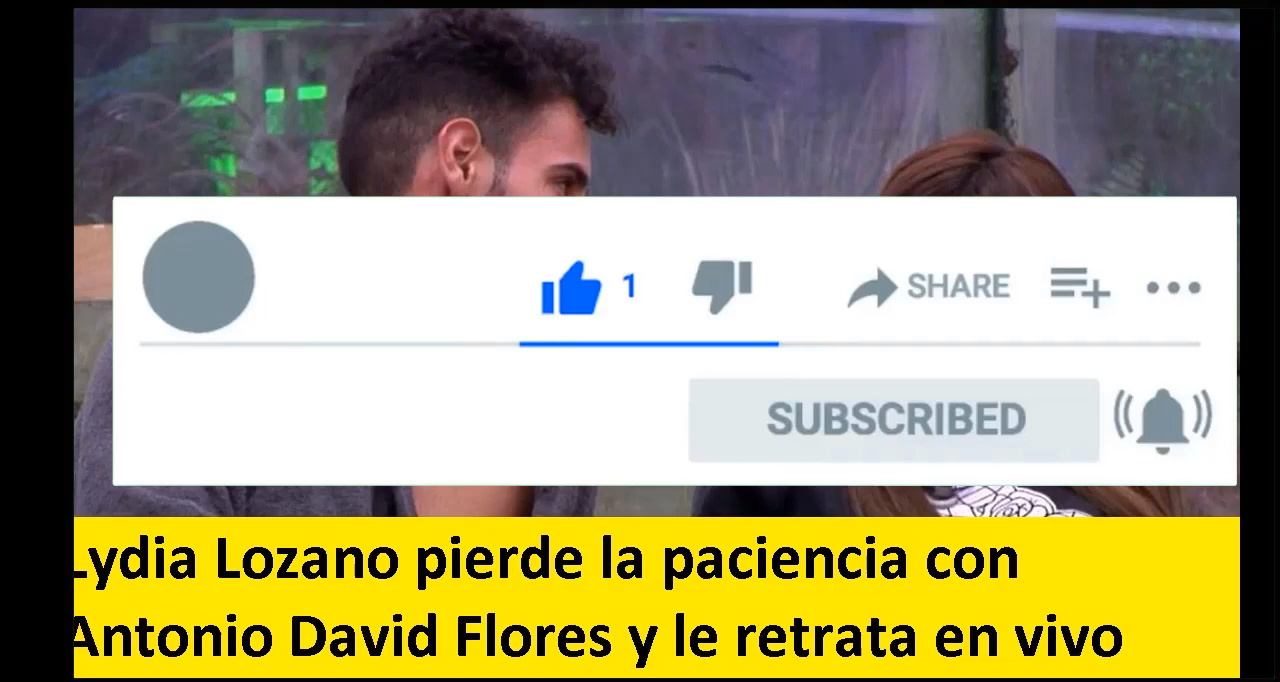 1
SHARE
SUBSCRIBED
Lydia Lozano pierde la paciencia con
Antonio David Flores y le retrata en vivo